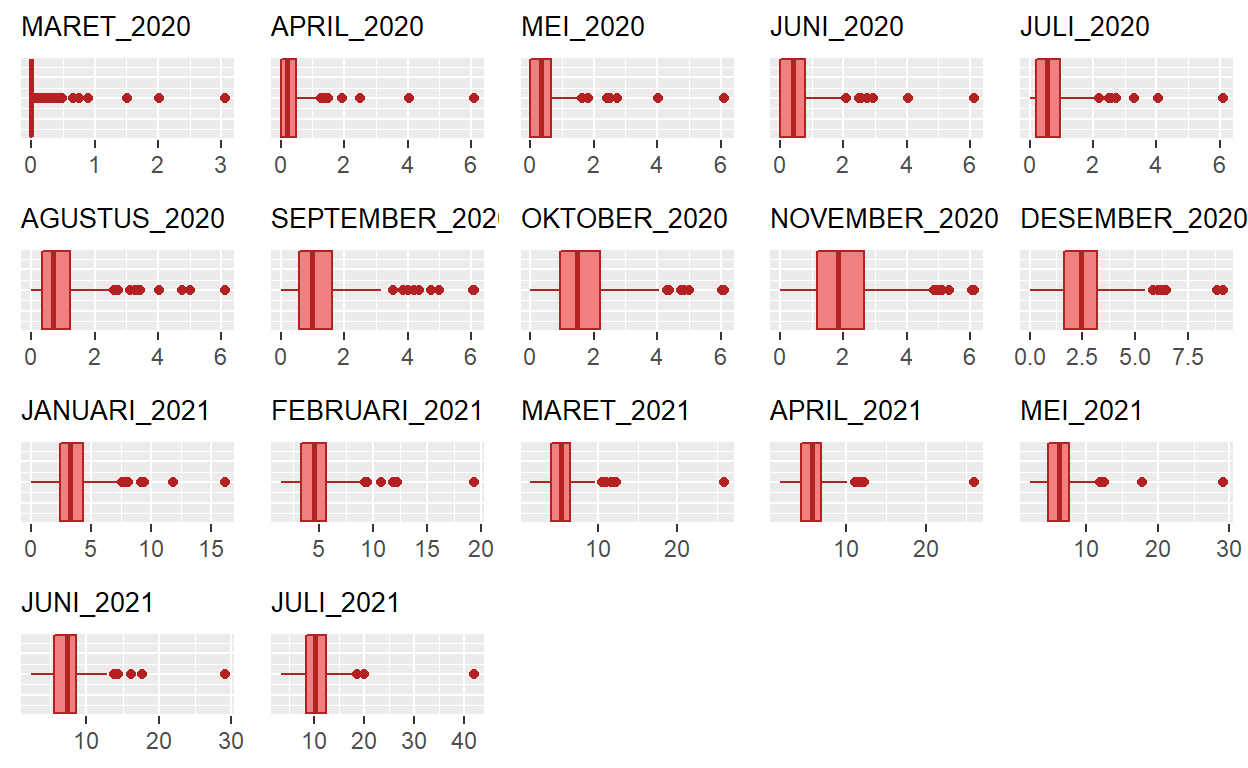 MARET_2020 APRIL_2020 MEI_2020 JUNI_2020 JULI_2020
0 1 2 3 0 2 4 6 0 2 4 6 0 2 4 6 0 2 4 6
AGUSTUS_2020 SEPTEMBER_202 OKTOBER_2020 NOVEMBER_2020 DESEMBER_2020
0 2 4 6 0 2 4 6 0 2 4 6 0 2 4 6 0.0 2.5 5.0 7.5
JANUARI_2021 FEBRUARI_2021 MARET_2021 APRIL_2021 MEI_2021
0 5 10 15 5 10 15 20 10 20 10 20 10 20 30
JUNI_2021 JULI_2021
10 20 30 10 20 30 40